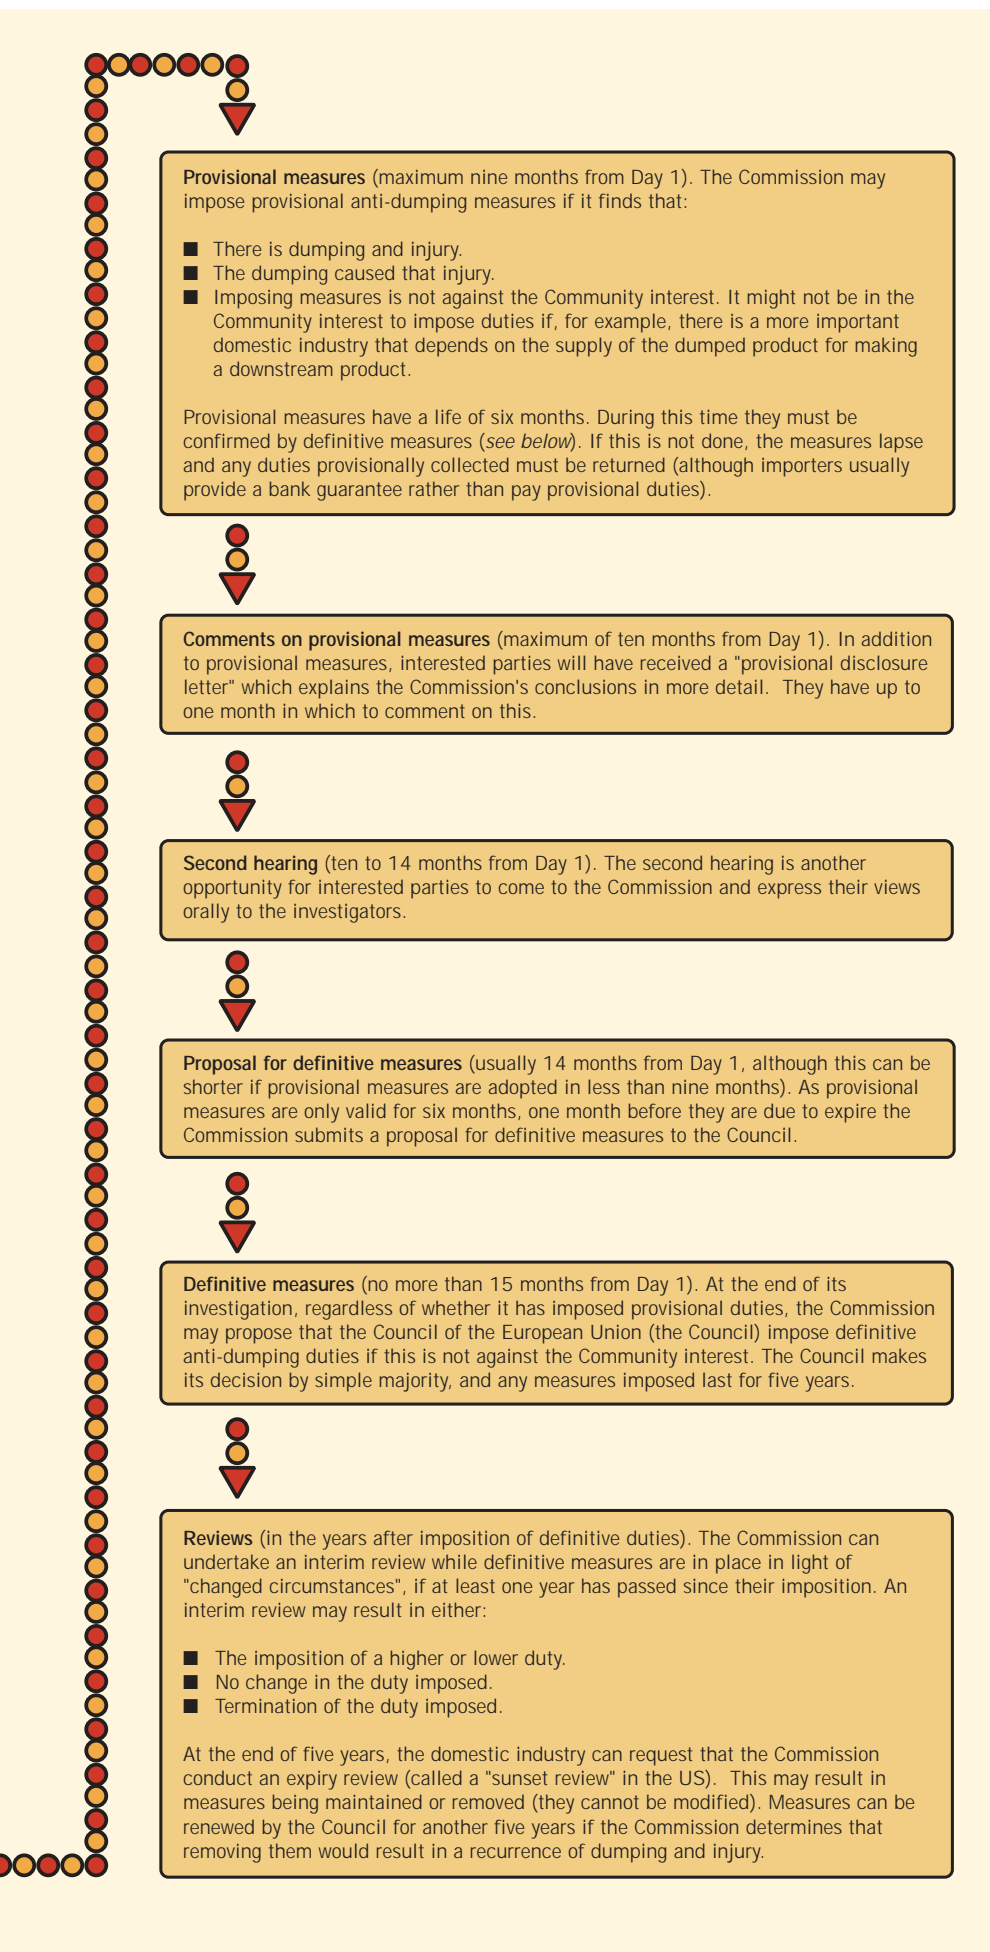 Provisional measures (maximum nine months from Day 1). The Commission may
impose provisional anti-dumping measures if it finds that:
■ There is dumping and injury.
■ The dumping caused that injury.
■ Imposing measures is not against the Community interest. It might not be in the
Community interest to impose duties if, for example, there is a more important
domestic industry that depends on the supply of the dumped product for making
a downstream product.
Provisional measures have a life of six months. During this time they must be
confirmed by definitive measures (see below). If this is not done, the measures lapse
and any duties provisionally collected must be returned (although importers usually
provide a bank guarantee rather than pay provisional duties).
Comments on provisional measures (maximum of ten months from Day 1). In addition
to provisional measures, interested parties will have received a "provisional disclosure
letter" which explains the Commission's conclusions in more detail. They have up to
one month in which to comment on this.
Second hearing (ten to 14 months from Day 1). The second hearing is another
opportunity for interested parties to come to the Commission and express their views
orally to the investigators.
Proposal for definitive measures (usually 14 months from Day 1, although this can be
shorter if provisional measures are adopted in less than nine months). As provisional
measures are only valid for six months, one month before they are due to expire the
Commission submits a proposal for definitive measures to the Council.
Definitive measures (no more than 15 months from Day 1). At the end of its
investigation, regardless of whether it has imposed provisional duties, the Commission
may propose that the Council of the European Union (the Council) impose definitive
anti-dumping duties if this is not against the Community interest. The Council makes
its decision by simple majority, and any measures imposed last for five years.
Reviews (in the years after imposition of definitive duties). The Commission can
undertake an interim review while definitive measures are in place in light of
"changed circumstances", if at least one year has passed since their imposition. An
interim review may result in either:
■ The imposition of a higher or lower duty.
■ No change in the duty imposed.
■ Termination of the duty imposed.
At the end of five years, the domestic industry can request that the Commission
conduct an expiry review (called a "sunset review" in the US). This may result in
measures being maintained or removed (they cannot be modified). Measures can be
renewed by the Council for another five years if the Commission determines that
removing them would result in a recurrence of dumping and injury.